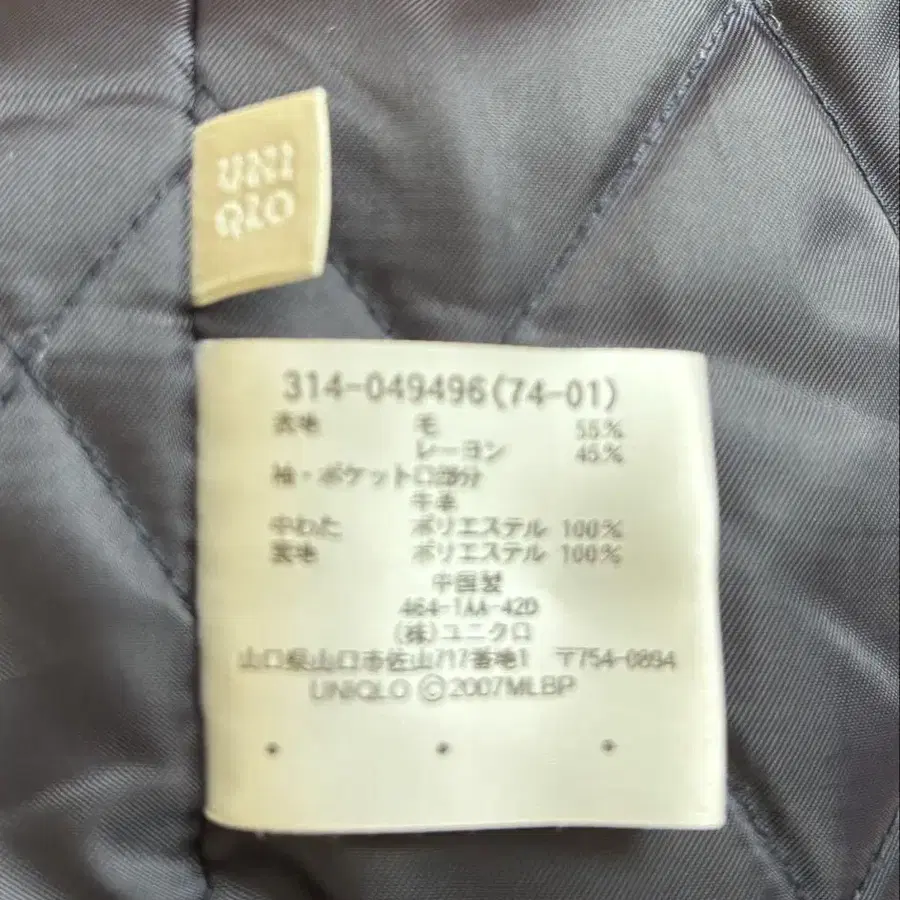 UNI
QLO
314-049496(74-01)
表地 毛 55%
レーヨン 45%
袖・ポケット口部分
牛革
中わた ポリエステル 100%
裏地 ポリエステル 100%
中国製
464-1AA-42D
(株)ユニクロ
山口県山口市佐山717番地1 〒754-0894
UNIQLO ©2007MLBP